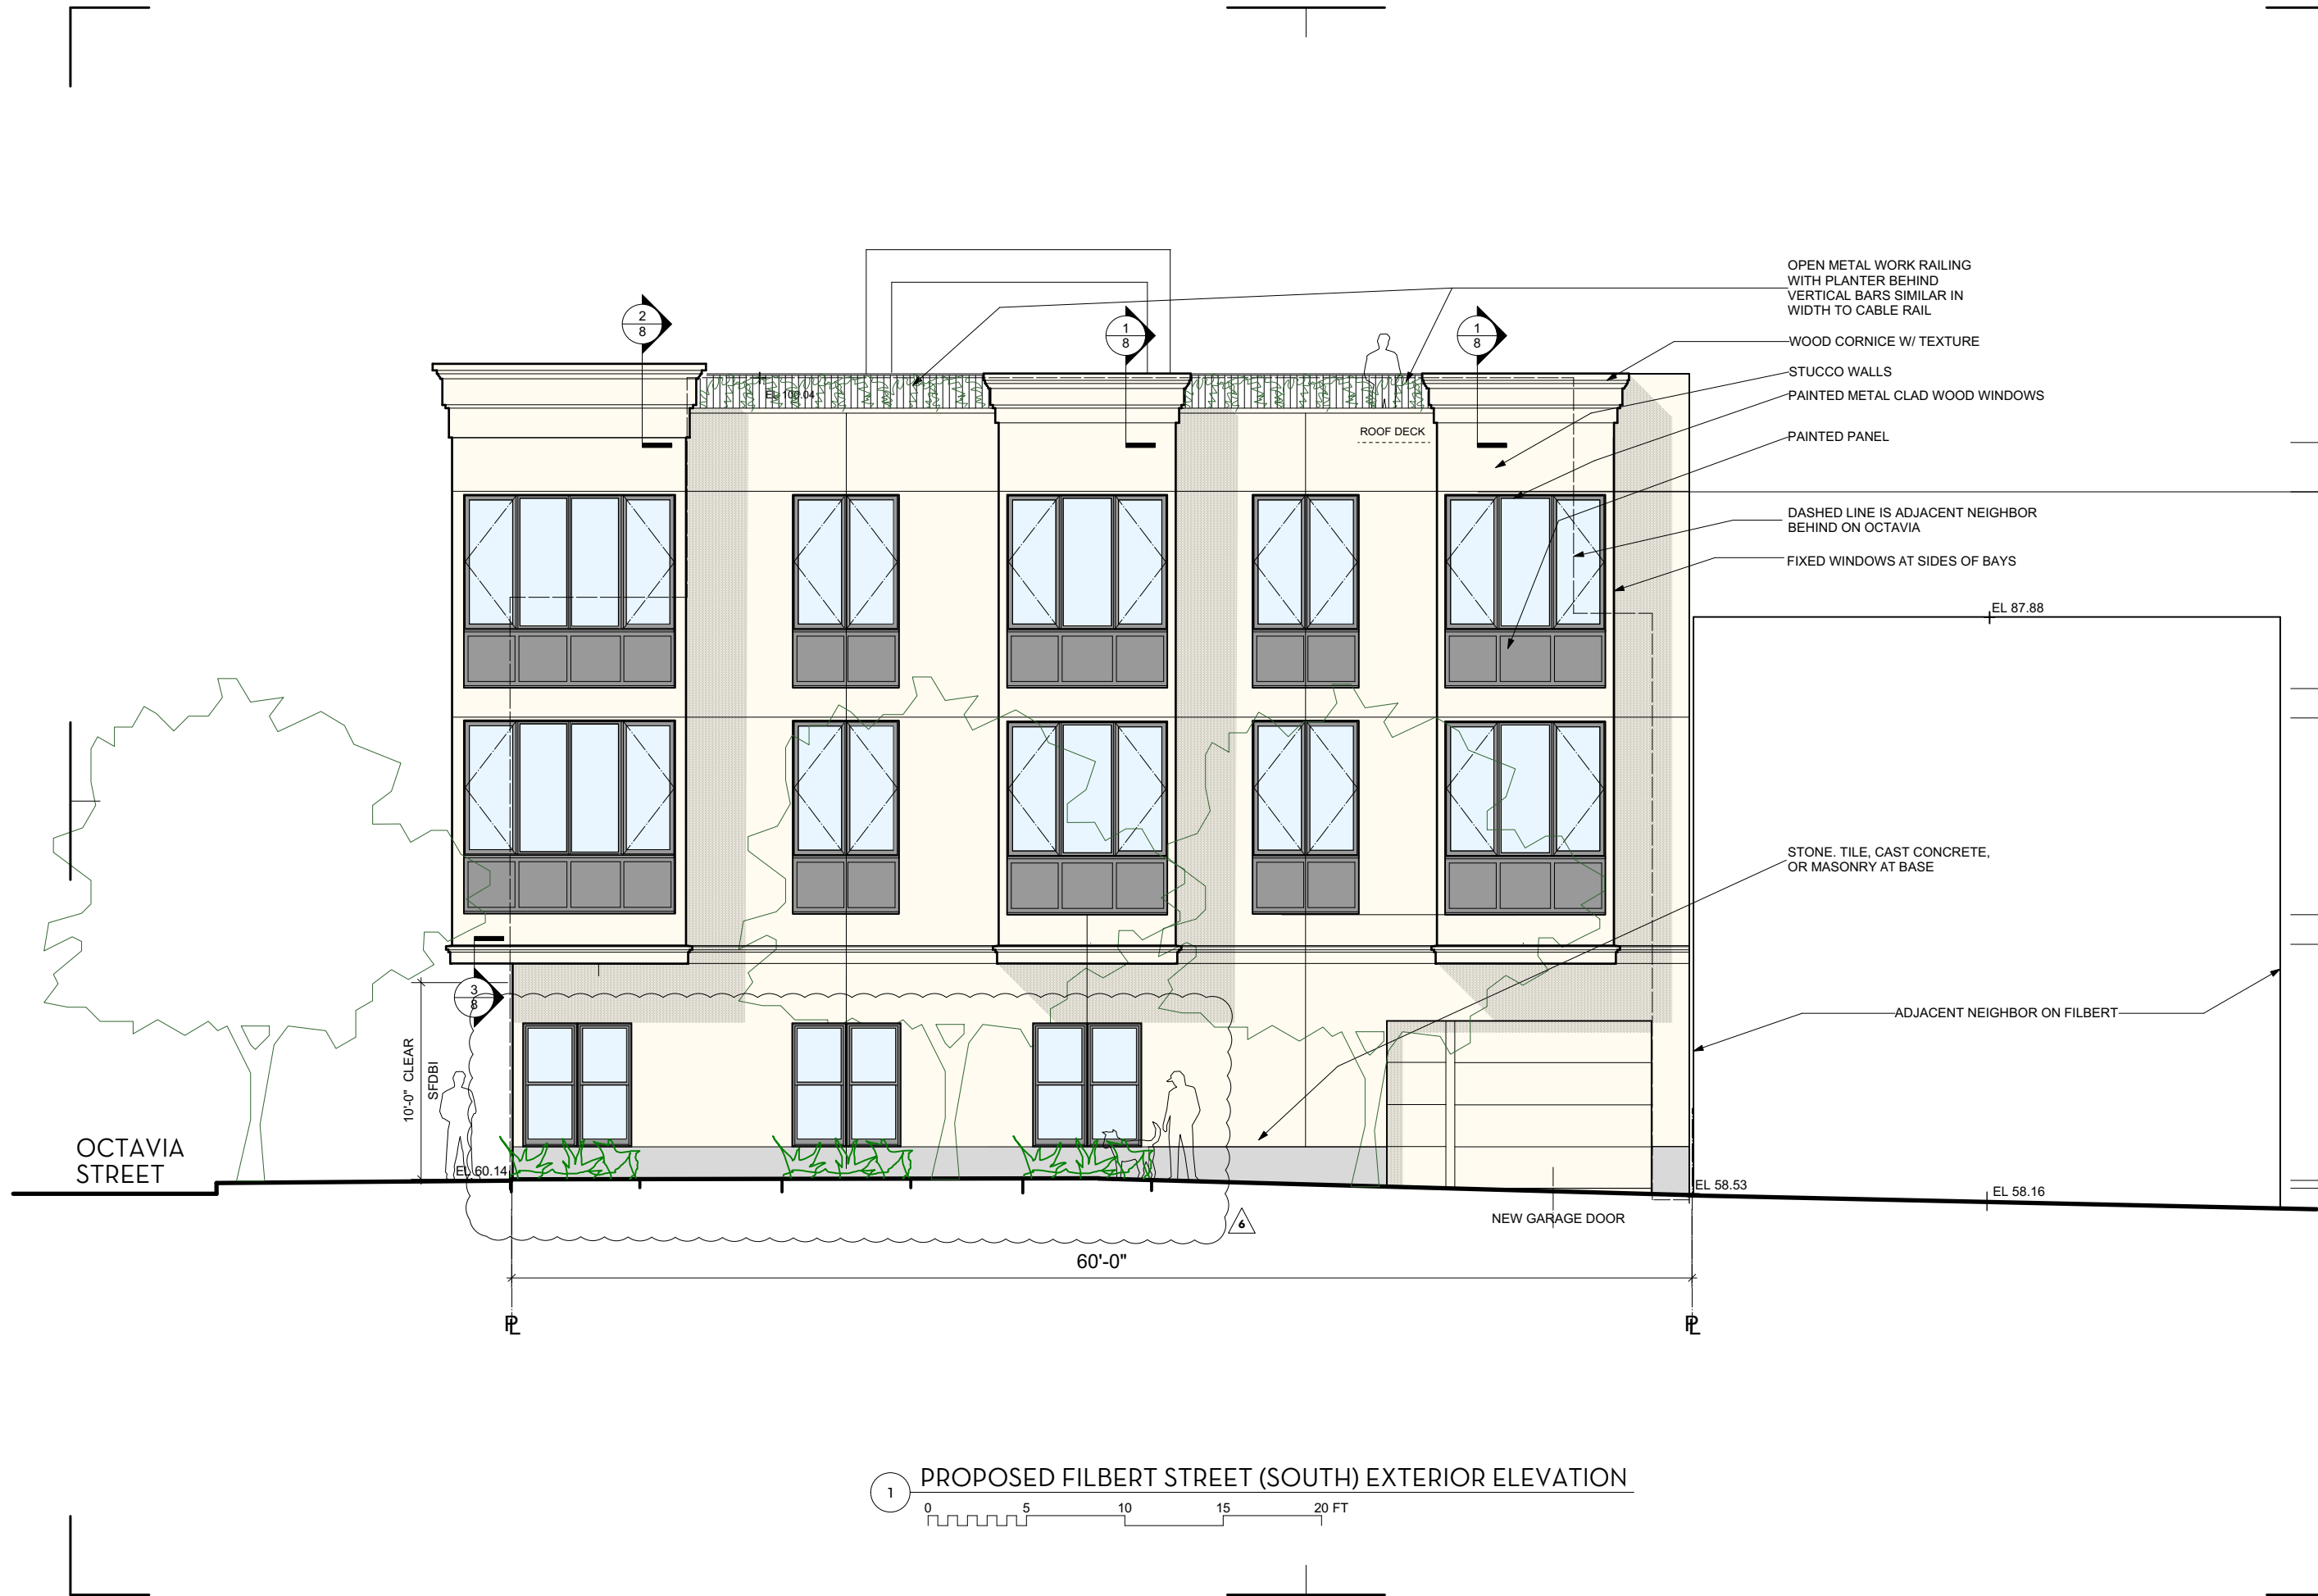 OPEN METAL WORK RAILING
WITH PLANTER BEHIND
VERTICAL BARS SIMILAR IN
WIDTH TO CABLE RAIL
2
8
1
8
1
8
WOOD CORNICE W/ TEXTURE
STUCCO WALLS
PAINTED METAL CLAD WOOD WINDOWS
EL 100.04
ROOF DECK
PAINTED PANEL
DASHED LINE IS ADJACENT NEIGHBOR
BEHIND ON OCTAVIA
FIXED WINDOWS AT SIDES OF BAYS
EL 87.88
STONE. TILE, CAST CONCRETE,
OR MASONRY AT BASE
3
8
ADJACENT NEIGHBOR ON FILBERT
10'-0" CLEAR
SFDBI
OCTAVIA
STREET
EL 60.14
EL 58.53
EL 58.16
NEW GARAGE DOOR
6
60'-0"
PL
PL
1
PROPOSED FILBERT STREET (SOUTH) EXTERIOR ELEVATION
0 5 10 15 20 FT